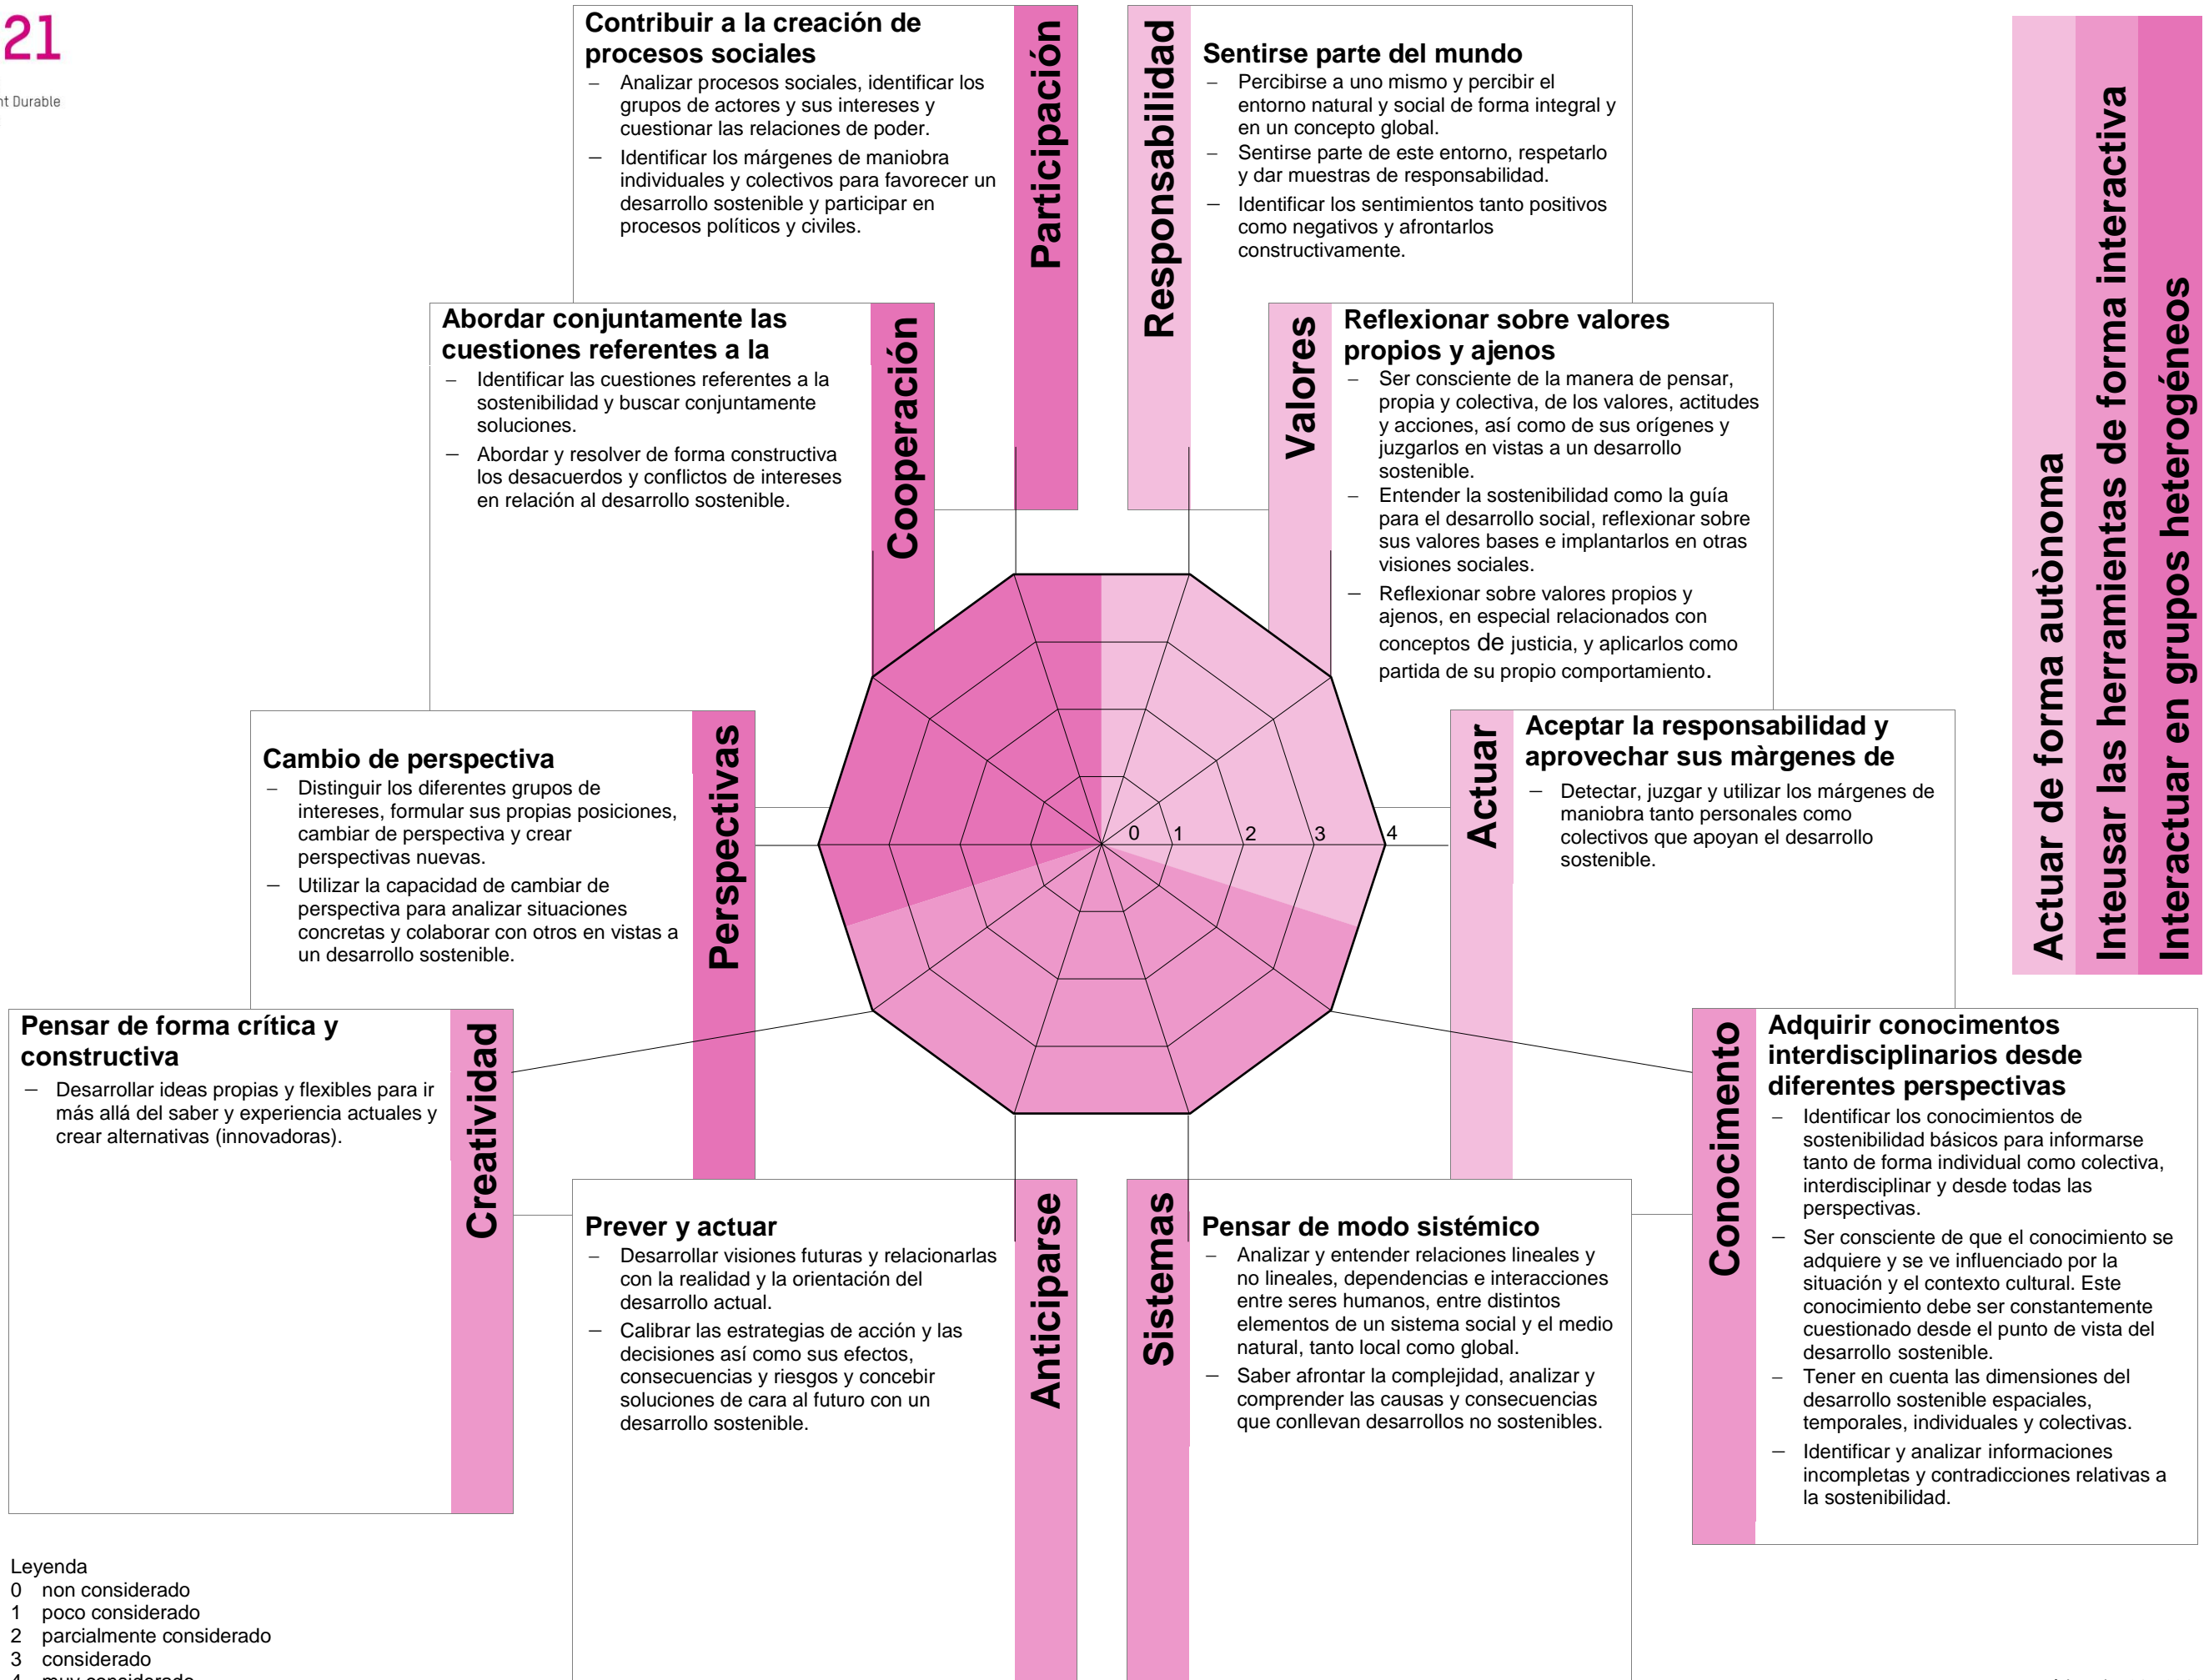 21
nt Durable
Contribuir a la creación de
procesos sociales
– Analizar procesos sociales, identificar los
grupos de actores y sus intereses y
cuestionar las relaciones de poder.
– Identificar los márgenes de maniobra
individuales y colectivos para favorecer un
desarrollo sostenible y participar en
procesos políticos y civiles.
Participación
Responsabilidad
Sentirse parte del mundo
– Percibirse a uno mismo y percibir el
entorno natural y social de forma integral y
en un concepto global.
– Sentirse parte de este entorno, respetarlo
y dar muestras de responsabilidad.
– Identificar los sentimientos tanto positivos
como negativos y afrontarlos
constructivamente.
Abordar conjuntamente las
cuestiones referentes a la
– Identificar las cuestiones referentes a la
sostenibilidad y buscar conjuntamente
soluciones.
– Abordar y resolver de forma constructiva
los desacuerdos y conflictos de intereses
en relación al desarrollo sostenible.
Cooperación
Valores
Reflexionar sobre valores
propios y ajenos
– Ser consciente de la manera de pensar,
propia y colectiva, de los valores, actitudes
y acciones, así como de sus orígenes y
juzgarlos en vistas a un desarrollo
sostenible.
– Entender la sostenibilidad como la guía
para el desarrollo social, reflexionar sobre
sus valores bases e implantarlos en otras
visiones sociales.
– Reflexionar sobre valores propios y
ajenos, en especial relacionados con
conceptos de justicia, y aplicarlos como
partida de su propio comportamiento.
Actuar de forma autònoma
Inteusar las herramientas de forma interactiva
Interactuar en grupos heterogéneos
Cambio de perspectiva
– Distinguir los diferentes grupos de
intereses, formular sus propias posiciones,
cambiar de perspectiva y crear
perspectivas nuevas.
– Utilizar la capacidad de cambiar de
perspectiva para analizar situaciones
concretas y colaborar con otros en vistas a
un desarrollo sostenible.
Perspectivas
0 1 2 3 4
Actuar
Aceptar la responsabilidad y
aprovechar sus màrgenes de
– Detectar, juzgar y utilizar los márgenes de
maniobra tanto personales como
colectivos que apoyan el desarrollo
sostenible.
Pensar de forma crítica y
constructiva
– Desarrollar ideas propias y flexibles para ir
más allá del saber y experiencia actuales y
crear alternativas (innovadoras).
Creatividad
Conocimento
Adquirir conocimentos
interdisciplinarios desde
diferentes perspectivas
– Identificar los conocimientos de
sostenibilidad básicos para informarse
tanto de forma individual como colectiva,
interdisciplinar y desde todas las
perspectivas.
– Ser consciente de que el conocimiento se
adquiere y se ve influenciado por la
situación y el contexto cultural. Este
conocimiento debe ser constantemente
cuestionado desde el punto de vista del
desarrollo sostenible.
– Tener en cuenta las dimensiones del
desarrollo sostenible espaciales,
temporales, individuales y colectivas.
– Identificar y analizar informaciones
incompletas y contradicciones relativas a
la sostenibilidad.
Prever y actuar
– Desarrollar visiones futuras y relacionarlas
con la realidad y la orientación del
desarrollo actual.
– Calibrar las estrategias de acción y las
decisiones así como sus efectos,
consecuencias y riesgos y concebir
soluciones de cara al futuro con un
desarrollo sostenible.
Anticiparse
Sistemas
Pensar de modo sistémico
– Analizar y entender relaciones lineales y
no lineales, dependencias e interacciones
entre seres humanos, entre distintos
elementos de un sistema social y el medio
natural, tanto local como global.
– Saber afrontar la complejidad, analizar y
comprender las causas y consecuencias
que conllevan desarrollos no sostenibles.
Leyenda
0 non considerado
1 poco considerado
2 parcialmente considerado
3 considerado
4 muy considerado